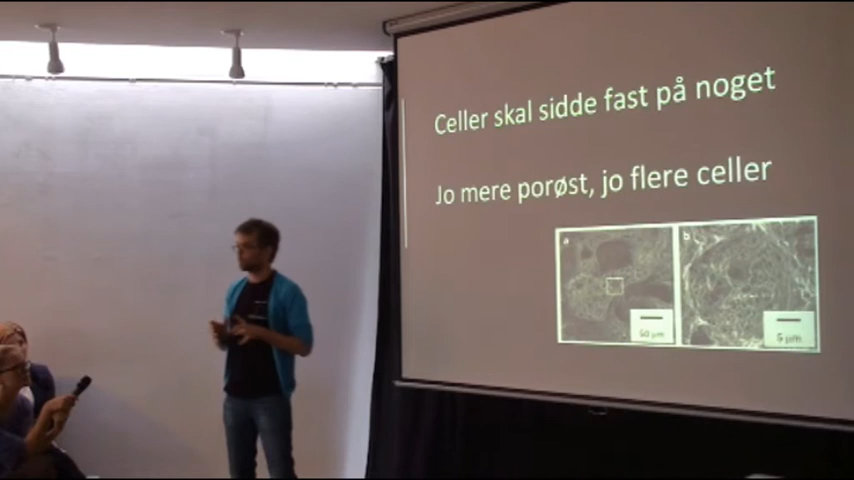 Celler skal sidde fast på noget
Jo mere porøst, jo flere celler
a
b
50 µm
5 µm